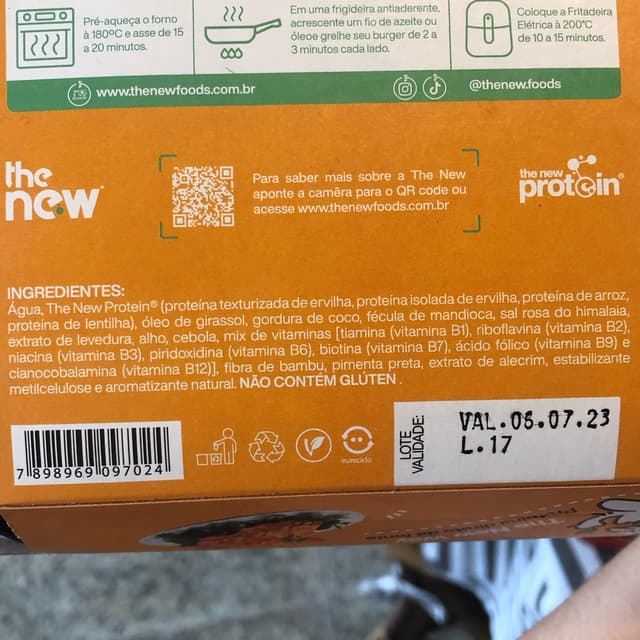 Pré-aqueça o forno
à 180ºC e asse de 15
a 20 minutos.
Em uma frigideira antiaderente,
acrescente um fio de azeite ou
óleoe grelhe seu burger de 2 a
3 minutos cada lado.
Coloque a Fritadeira
Elétrica à 200°C
de 10 a 15 minutos.
www.thenewfoods.com.br
@thenew.foods
the
new
Para saber mais sobre a The New
aponte a camêra para o QR code ou
acesse www.thenewfoods.com.br
the new
protein®
INGREDIENTES:
Água, The New Protein® (proteína texturizada de ervilha, proteína isolada de ervilha, proteína de arroz,
proteína de lentilha), óleo de girassol, gordura de coco, fécula de mandioca, sal rosa do himalaia,
extrato de levedura, alho, cebola, mix de vitaminas [tiamina (vitamina B1), riboflavina (vitamina B2),
niacina (vitamina B3), piridoxidina (vitamina B6), biotina (vitamina B7), ácido fólico (vitamina B9) e
cianocobalamina (vitamina B12)], fibra de bambu, pimenta preta, extrato de alecrim, estabilizante
metilcelulose e aromatizante natural. NÃO CONTÉM GLÚTEN.
7 898969 097024
eureciclo
LOTE
VALIDADE:
VAL.06.07.23
L.17